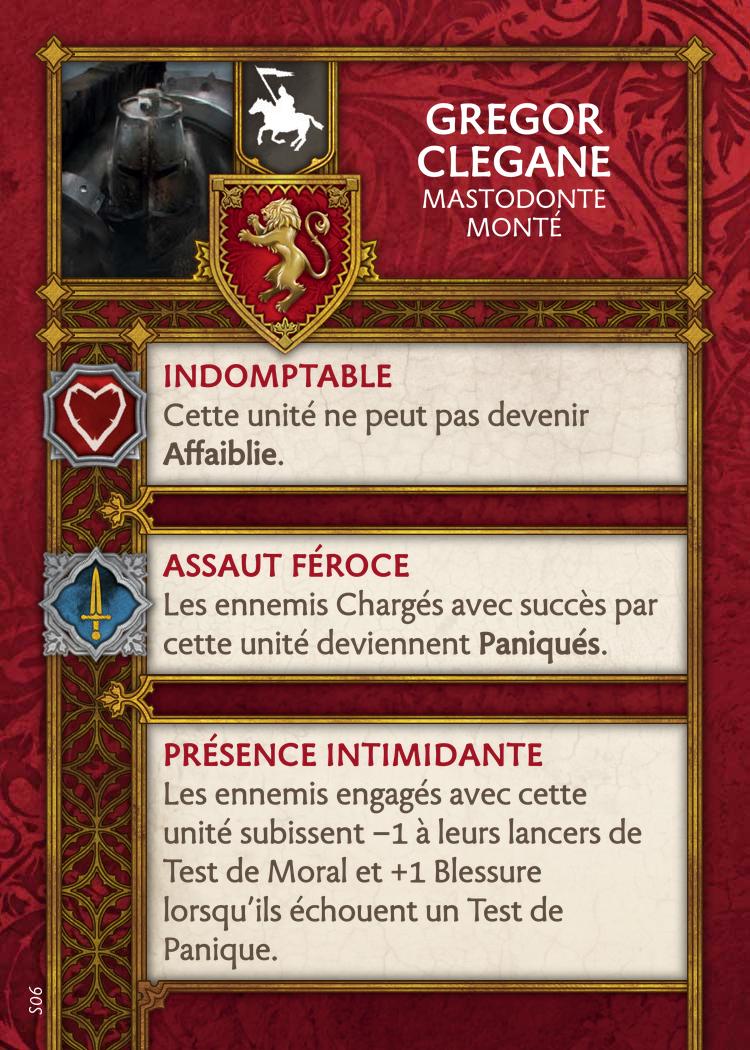 GREGOR
CLEGANE
MASTODONTE
MONTÉ
INDOMPTABLE
Cette unité ne peut pas devenir
Affaiblie.
ASSAUT FÉROCE
Les ennemis Chargés avec succès par
cette unité deviennent Paniqués.
PRÉSENCE INTIMIDANTE
Les ennemis engagés avec cette
unité subissent –1 à leurs lancers de
Test de Moral et +1 Blessure
lorsqu'ils échouent un Test de
Panique.
S06